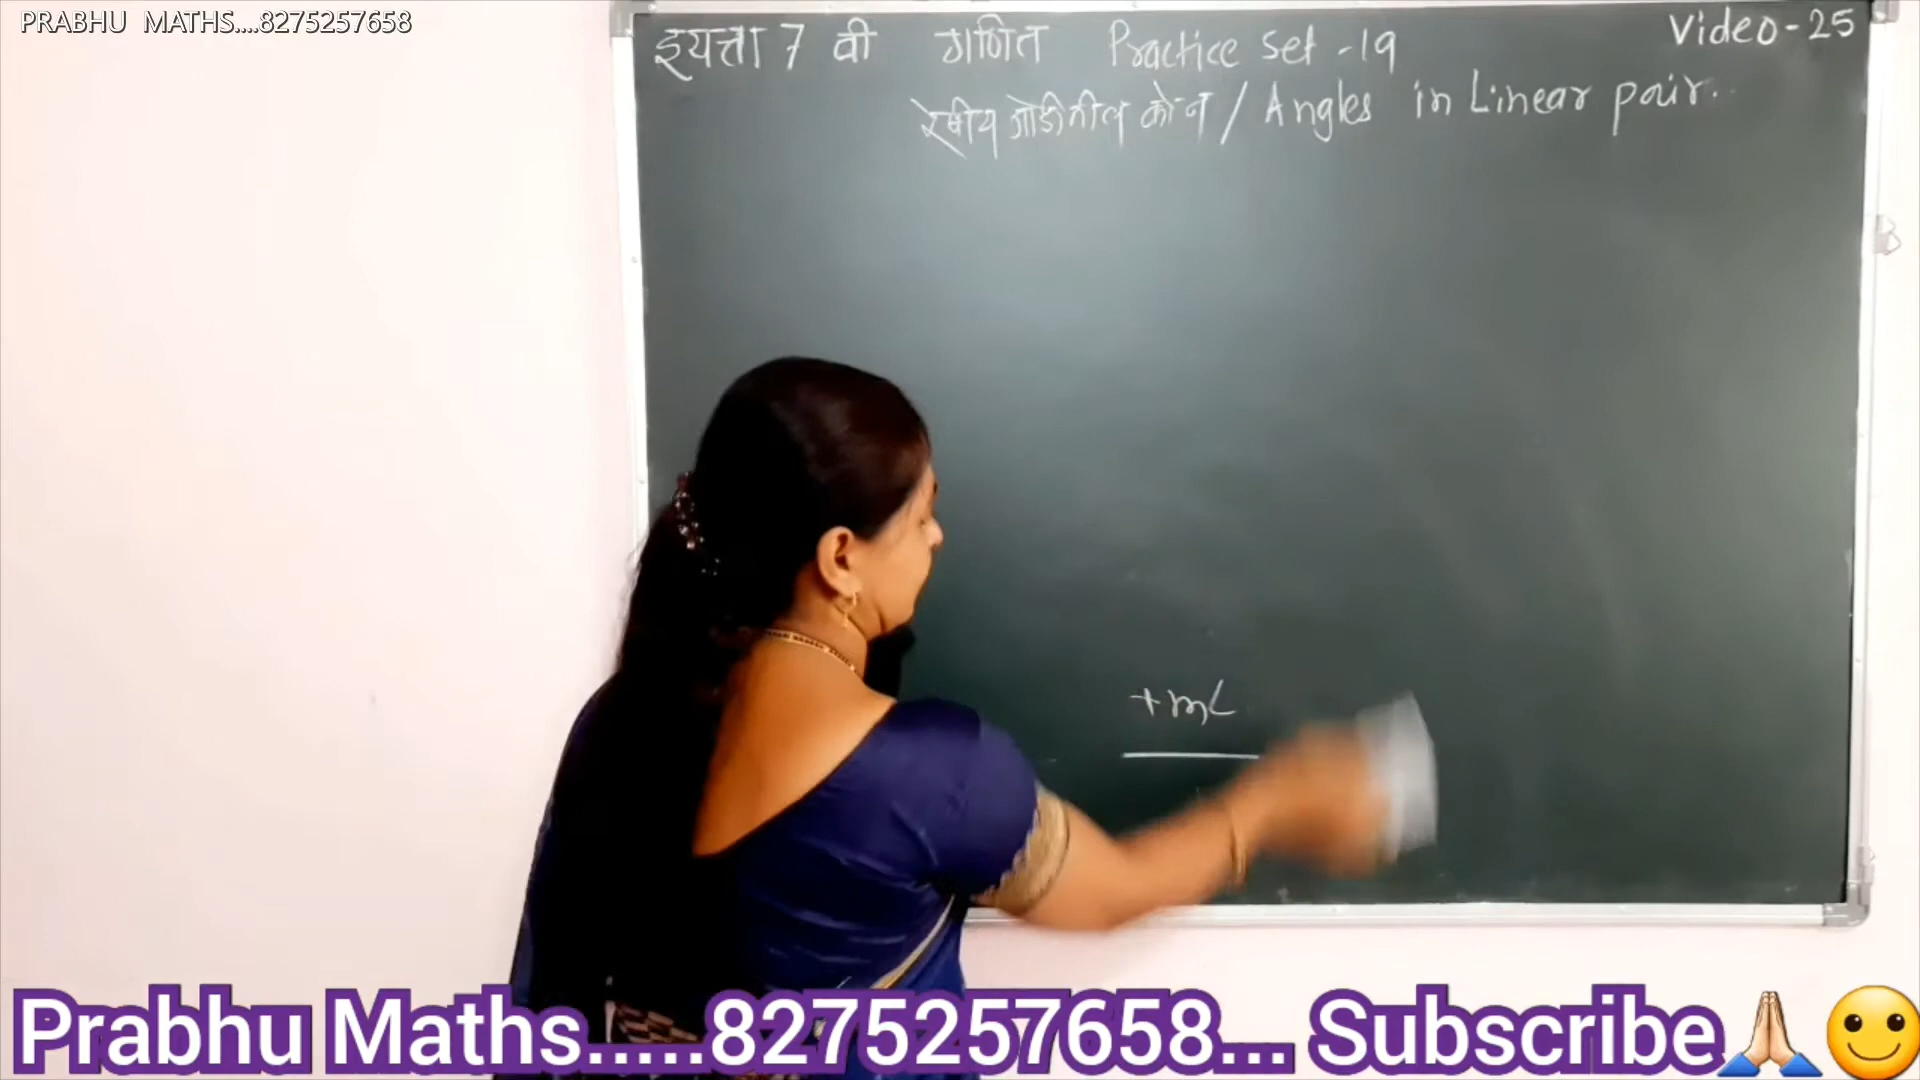 PRABHU MATHS....8275257658
Video-25
इयत्ता 7 वी गणित Practice set -19
रेषीय जोडीतील कोन / Angles in Linear pair.
+m∠
Prabhu Maths.....8275257658... Subscribe🙏🏻🙂